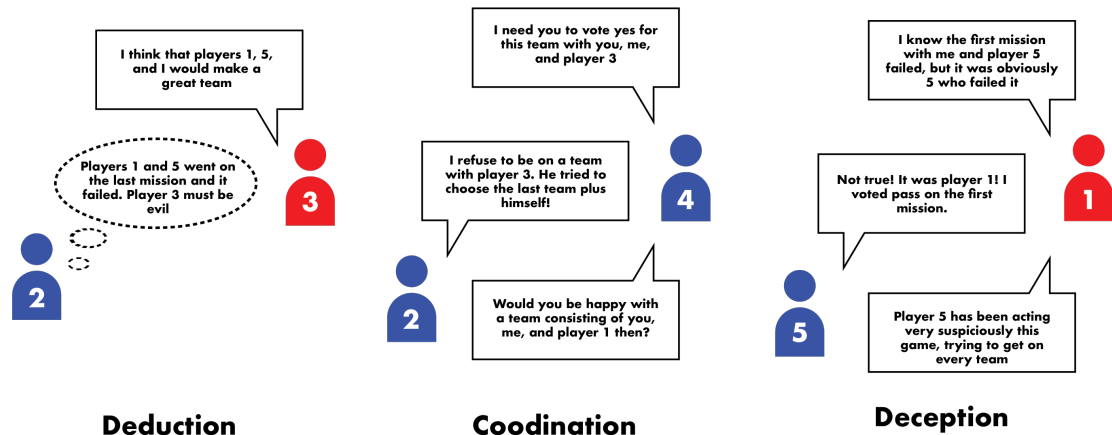 I think that players 1, 5,
and I would make a
great team
Players 1 and 5 went on
the last mission and it
failed. Player 3 must be
evil
3
2
Deduction
I need you to vote yes for
this team with you, me,
and player 3
I refuse to be on a team
with player 3. He tried to
choose the last team plus
himself!
4
2
Would you be happy with
a team consisting of you,
me, and player 1 then?
Coodination
I know the first mission
with me and player 5
failed, but it was obviously
5 who failed it
Not true! It was player 1! I
voted pass on the first
mission.
1
5
Player 5 has been acting
very suspiciously this
game, trying to get on
every team
Deception